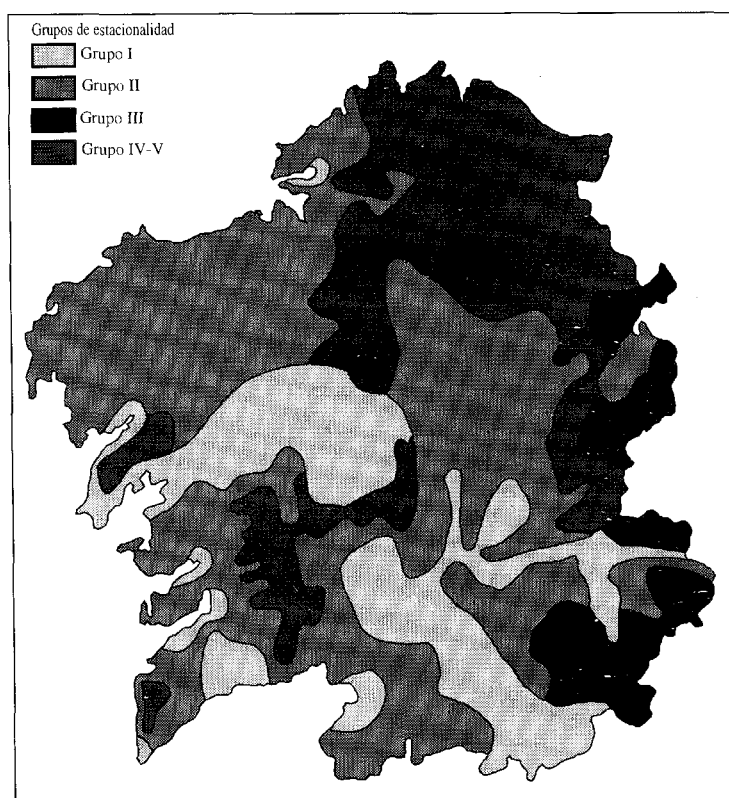 Grupos de estacionalidad
Grupo I
Grupo II
Grupo III
Grupo IV-V